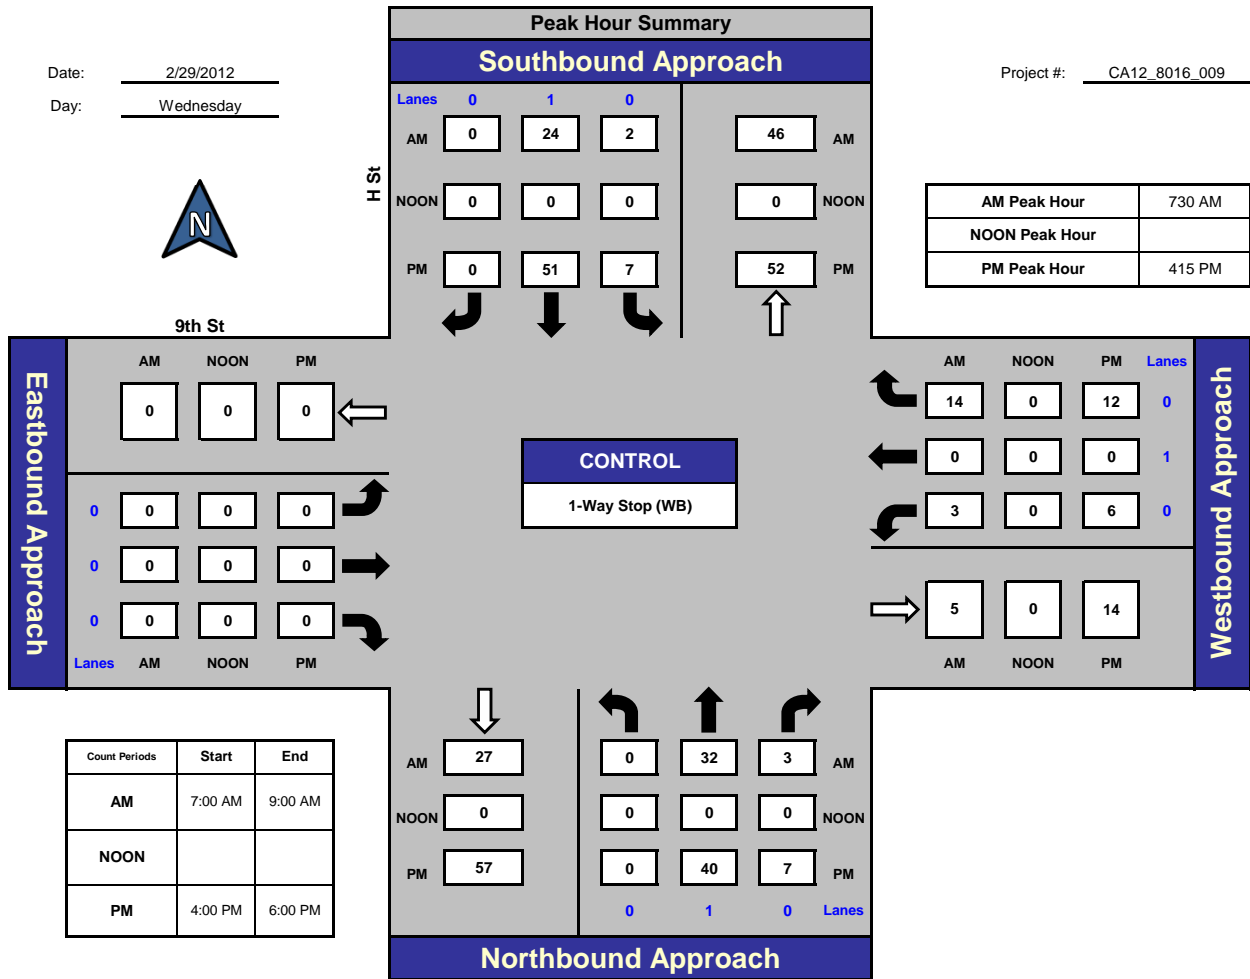 Peak Hour Summary
Southbound Approach
Date: 2/29/2012
Project #: CA12_8016_009
Day: Wednesday
Lanes 0 1 0
AM 0 24 2 46 AM
H St
NOON 0 0 0 0 NOON
PM 0 51 7 52 PM
N
AM Peak Hour 730 AM
NOON Peak Hour
PM Peak Hour 415 PM
9th St
Eastbound Approach
AM NOON PM
0 0 0
0 0 0 0
0 0 0 0
0 0 0 0
Lanes AM NOON PM
CONTROL
1-Way Stop (WB)
AM NOON PM Lanes
14 0 12 0
0 0 0 1
3 0 6 0
5 0 14
AM NOON PM
Westbound Approach
Count Periods Start End
AM 7:00 AM 9:00 AM
NOON
PM 4:00 PM 6:00 PM
AM 27 0 32 3 AM
NOON 0 0 0 0 NOON
PM 57 0 40 7 PM
0 1 0 Lanes
Northbound Approach